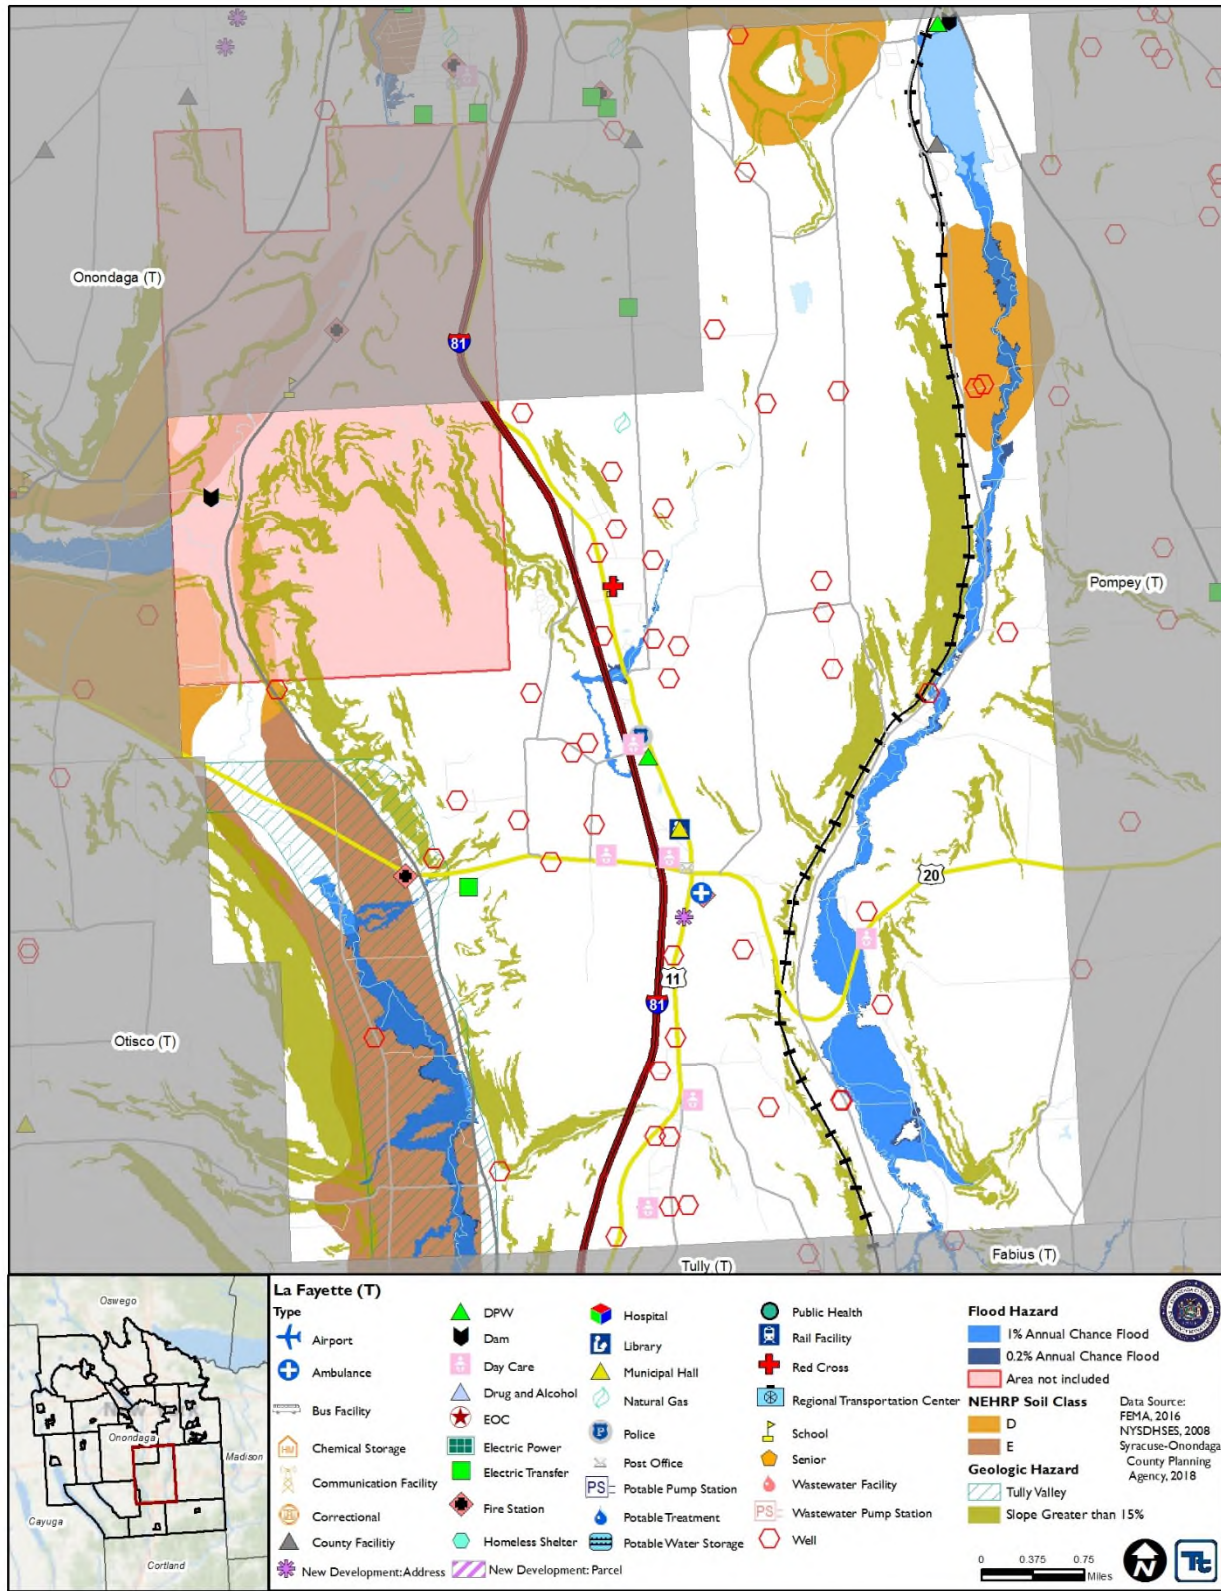 Onondaga (T)
81
Pompey (T)
20
11
81
Otisco (T)
Tully (T)
Fabius (T)
Oswego
Onondaga
Madison
Cayuga
Cortland
La Fayette (T)
Type
Airport
Ambulance
Bus Facility
HM
Chemical Storage
Communication Facility
Correctional
County Facilitiy
New Development: Address
DPW
Dam
Day Care
Drug and Alcohol
EOC
Electric Power
Electric Transfer
Fire Station
Homeless Shelter
New Development: Parcel
Hospital
Library
Municipal Hall
Natural Gas
P
Police
Post Office
PS
Potable Pump Station
Potable Treatment
Potable Water Storage
Public Health
Rail Facility
Red Cross
Regional Transportation Center
School
Senior
Wastewater Facility
PS
Wastewater Pump Station
Well
Flood Hazard
1% Annual Chance Flood
0.2% Annual Chance Flood
Area not included
NEHRP Soil Class
D
E
Geologic Hazard
Tully Valley
Slope Greater than 15%
Data Source:
FEMA, 2016
NYSDHSES, 2008
Syracuse-Onondaga
County Planning
Agency, 2018
0 0.375 0.75
Miles
N
Tt